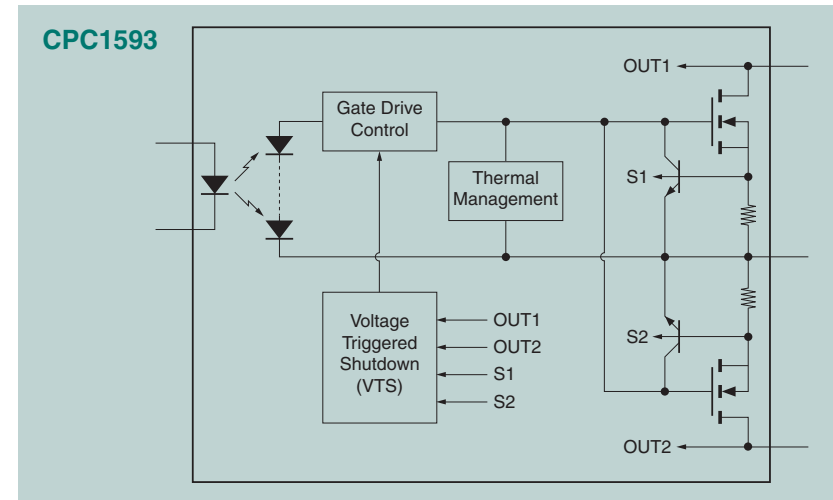 CPC1593
OUT1
Gate Drive
Control
S1
Thermal
Management
Voltage
Triggered
Shutdown
(VTS)
OUT1
OUT2
S1
S2
S2
OUT2